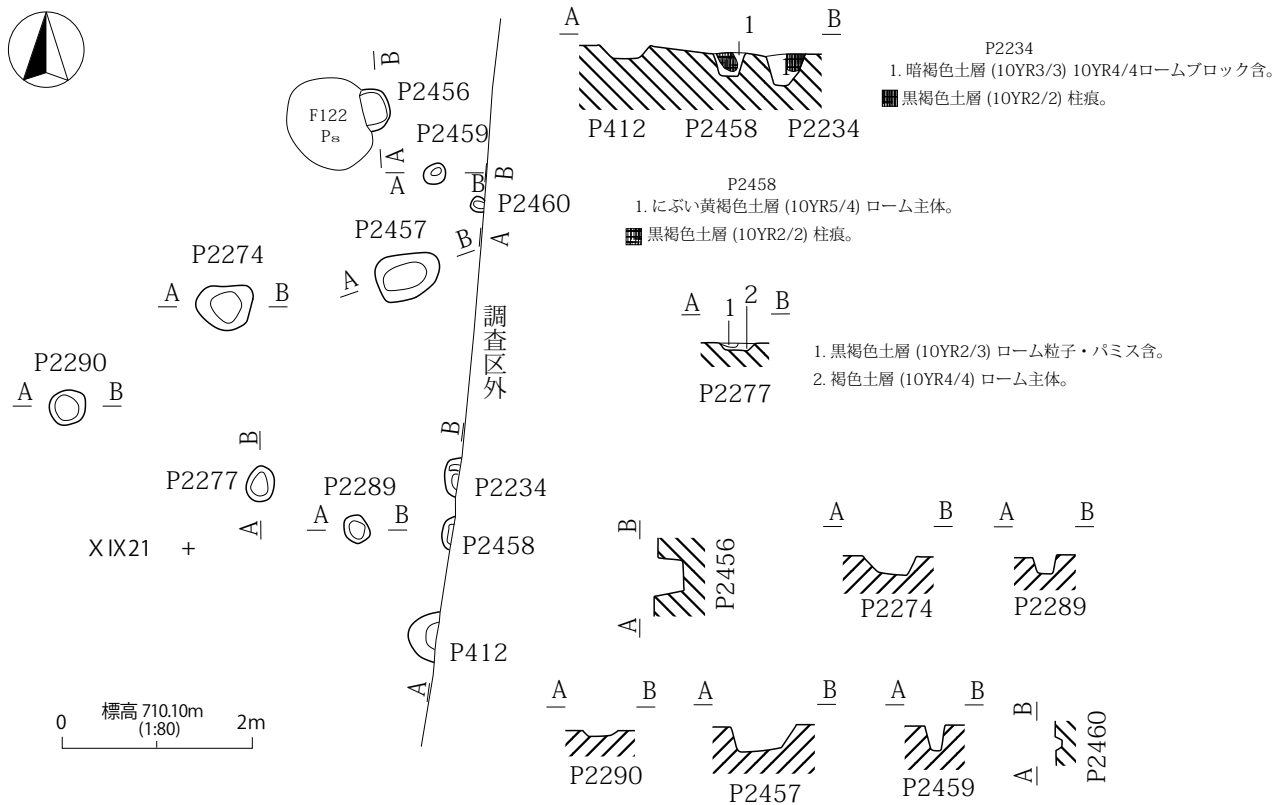 B
P2456
F122
P8
P2459
A
A
B
B
P2460
P2457
B
A
A
P2274
A
B
調査区外
P2290
A
B
B
B
P2277
P2289
P2234
A
A
B
P2458
X IX21 +
P412
A
標高 710.10m
(1:80)
0
2m
A
1
B
1
P412
P2458
P2234
P2234
1. 暗褐色土層 (10YR3/3) 10YR4/4ロームブロック含。
黒褐色土層 (10YR2/2) 柱痕。
P2458
1. にぶい黄褐色土層 (10YR5/4) ローム主体。
黒褐色土層 (10YR2/2) 柱痕。
A
1
2
B
P2277
1. 黒褐色土層 (10YR2/3) ローム粒子・パミス含。
2. 褐色土層 (10YR4/4) ローム主体。
B
A
P2456
A
B
P2274
A
B
P2289
A
B
P2290
A
B
P2457
A
B
P2459
B
A
P2460